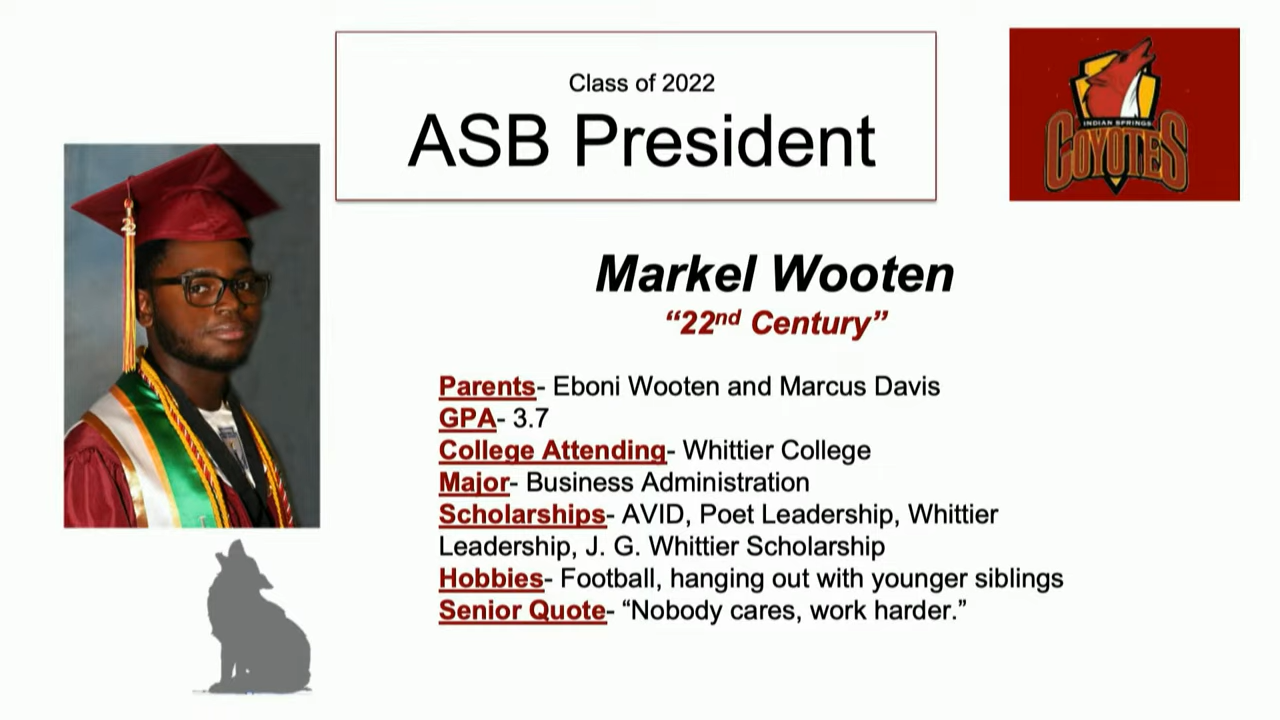 Class of 2022
ASB President
INDIAN SPRINGS
COYOTES
22
Markel Wooten
“22nd Century”
Parents- Eboni Wooten and Marcus Davis
GPA- 3.7
College Attending- Whittier College
Major- Business Administration
Scholarships- AVID, Poet Leadership, Whittier
Leadership, J. G. Whittier Scholarship
Hobbies- Football, hanging out with younger siblings
Senior Quote- “Nobody cares, work harder.”